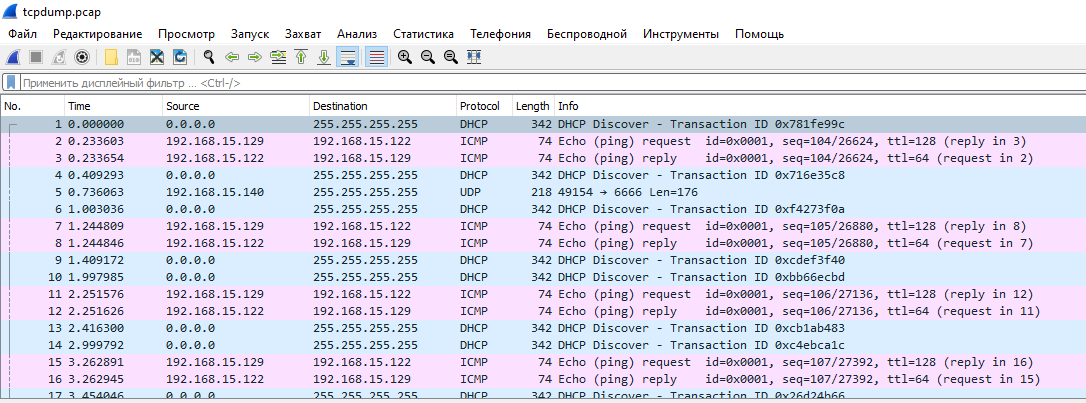 tcpdump.pcap
Файл Редактирование Просмотр Запуск Захват Анализ Статистика Телефония Беспроводной Инструменты Помощь
Применить дисплейный фильтр ... <Ctrl-/>
No. Time Source Destination Protocol Length Info
1 0.000000 0.0.0.0 255.255.255.255 DHCP 342 DHCP Discover - Transaction ID 0x781fe99c
2 0.233603 192.168.15.129 192.168.15.122 ICMP 74 Echo (ping) request id=0x0001, seq=104/26624, ttl=128 (reply in 3)
3 0.233654 192.168.15.122 192.168.15.129 ICMP 74 Echo (ping) reply id=0x0001, seq=104/26624, ttl=64 (request in 2)
4 0.409293 0.0.0.0 255.255.255.255 DHCP 342 DHCP Discover - Transaction ID 0x716e35c8
5 0.736063 192.168.15.140 255.255.255.255 UDP 218 49154 → 6666 Len=176
6 1.003036 0.0.0.0 255.255.255.255 DHCP 342 DHCP Discover - Transaction ID 0xf4273f0a
7 1.244809 192.168.15.129 192.168.15.122 ICMP 74 Echo (ping) request id=0x0001, seq=105/26880, ttl=128 (reply in 8)
8 1.244846 192.168.15.122 192.168.15.129 ICMP 74 Echo (ping) reply id=0x0001, seq=105/26880, ttl=64 (request in 7)
9 1.409172 0.0.0.0 255.255.255.255 DHCP 342 DHCP Discover - Transaction ID 0xcdef3f40
10 1.997985 0.0.0.0 255.255.255.255 DHCP 342 DHCP Discover - Transaction ID 0xbb66ecbd
11 2.251576 192.168.15.129 192.168.15.122 ICMP 74 Echo (ping) request id=0x0001, seq=106/27136, ttl=128 (reply in 12)
12 2.251626 192.168.15.122 192.168.15.129 ICMP 74 Echo (ping) reply id=0x0001, seq=106/27136, ttl=64 (request in 11)
13 2.416300 0.0.0.0 255.255.255.255 DHCP 342 DHCP Discover - Transaction ID 0xcb1ab483
14 2.999792 0.0.0.0 255.255.255.255 DHCP 342 DHCP Discover - Transaction ID 0xc4ebca1c
15 3.262891 192.168.15.129 192.168.15.122 ICMP 74 Echo (ping) request id=0x0001, seq=107/27392, ttl=128 (reply in 16)
16 3.262945 192.168.15.122 192.168.15.129 ICMP 74 Echo (ping) reply id=0x0001, seq=107/27392, ttl=64 (request in 15)
17 3.454046 0.0.0.0 255.255.255.255 DHCP 342 DHCP Discover - Transaction ID 0x26d24b66